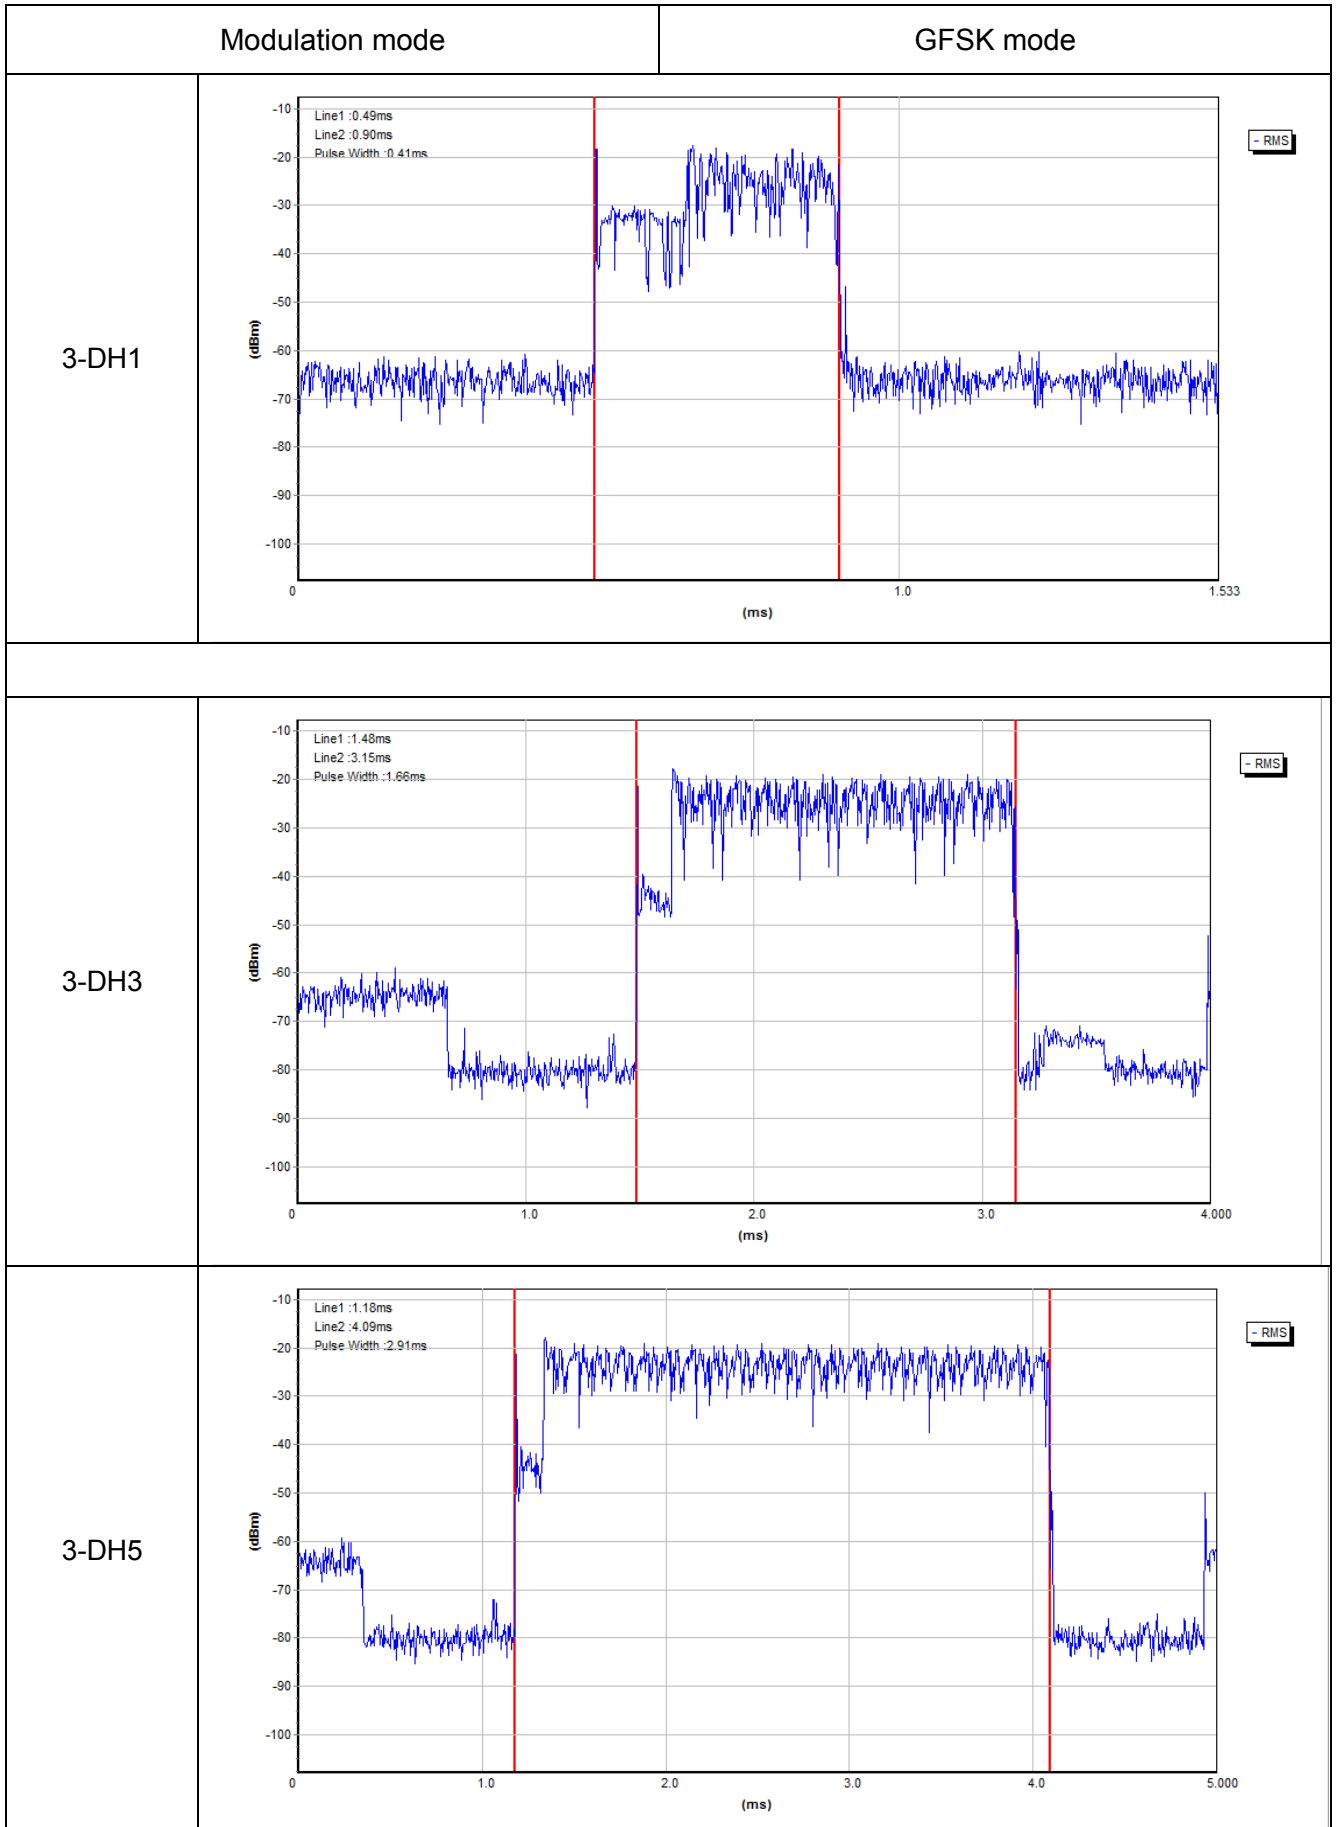 Modulation mode
GFSK mode
3-DH1
Line1 :0.49ms
Line2 :0.90ms
Pulse Width :0.41ms
- RMS
-10
-20
-30
-40
-50
-60
-70
-80
-90
-100
(dBm)
0
1.0
1.533
(ms)
3-DH3
Line1 :1.48ms
Line2 :3.15ms
Pulse Width :1.66ms
- RMS
-10
-20
-30
-40
-50
-60
-70
-80
-90
-100
(dBm)
0
1.0
2.0
3.0
4.000
(ms)
3-DH5
Line1 :1.18ms
Line2 :4.09ms
Pulse Width :2.91ms
- RMS
-10
-20
-30
-40
-50
-60
-70
-80
-90
-100
(dBm)
0
1.0
2.0
3.0
4.0
5.000
(ms)